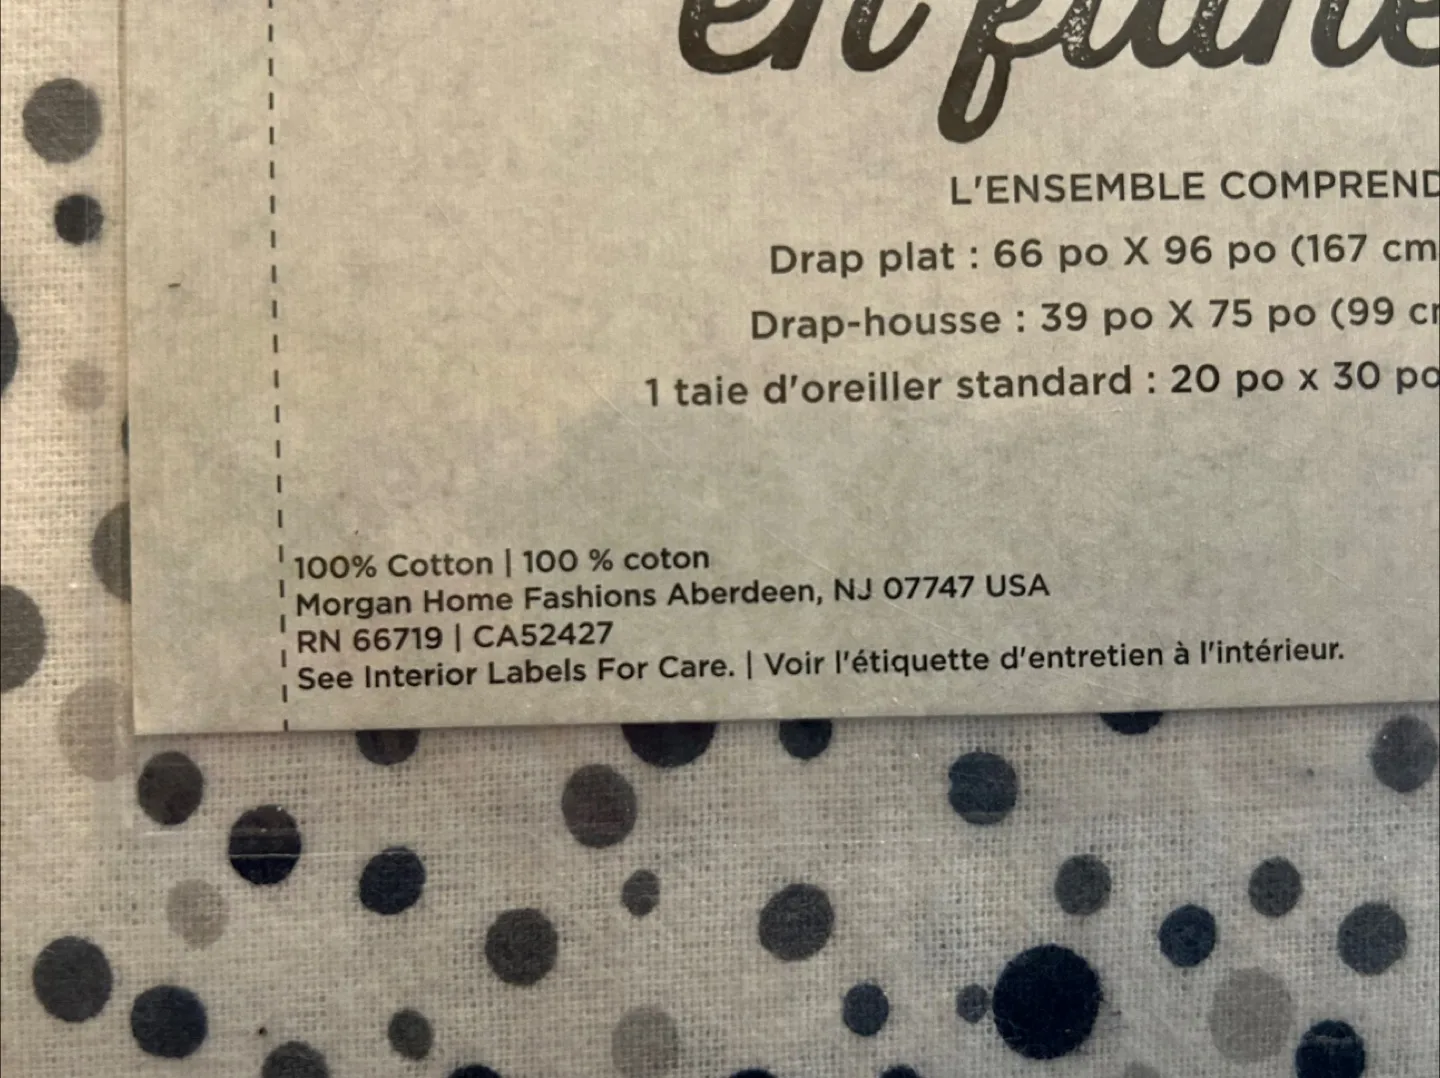 en
L'ENSEMBLE COMPREND
Drap plat : 66 po X 96 po (167 cm
Drap-housse : 39 po X 75 po (99
1 taie d'oreiller standard : 20 po x 30 po
100% Cotton | 100 % coton
Morgan Home Fashions Aberdeen, NJ 07747 USA
RN 66719 | CA52427
See Interior Labels For Care. | Voir l'étiquette d'entretien à l'intérieur.